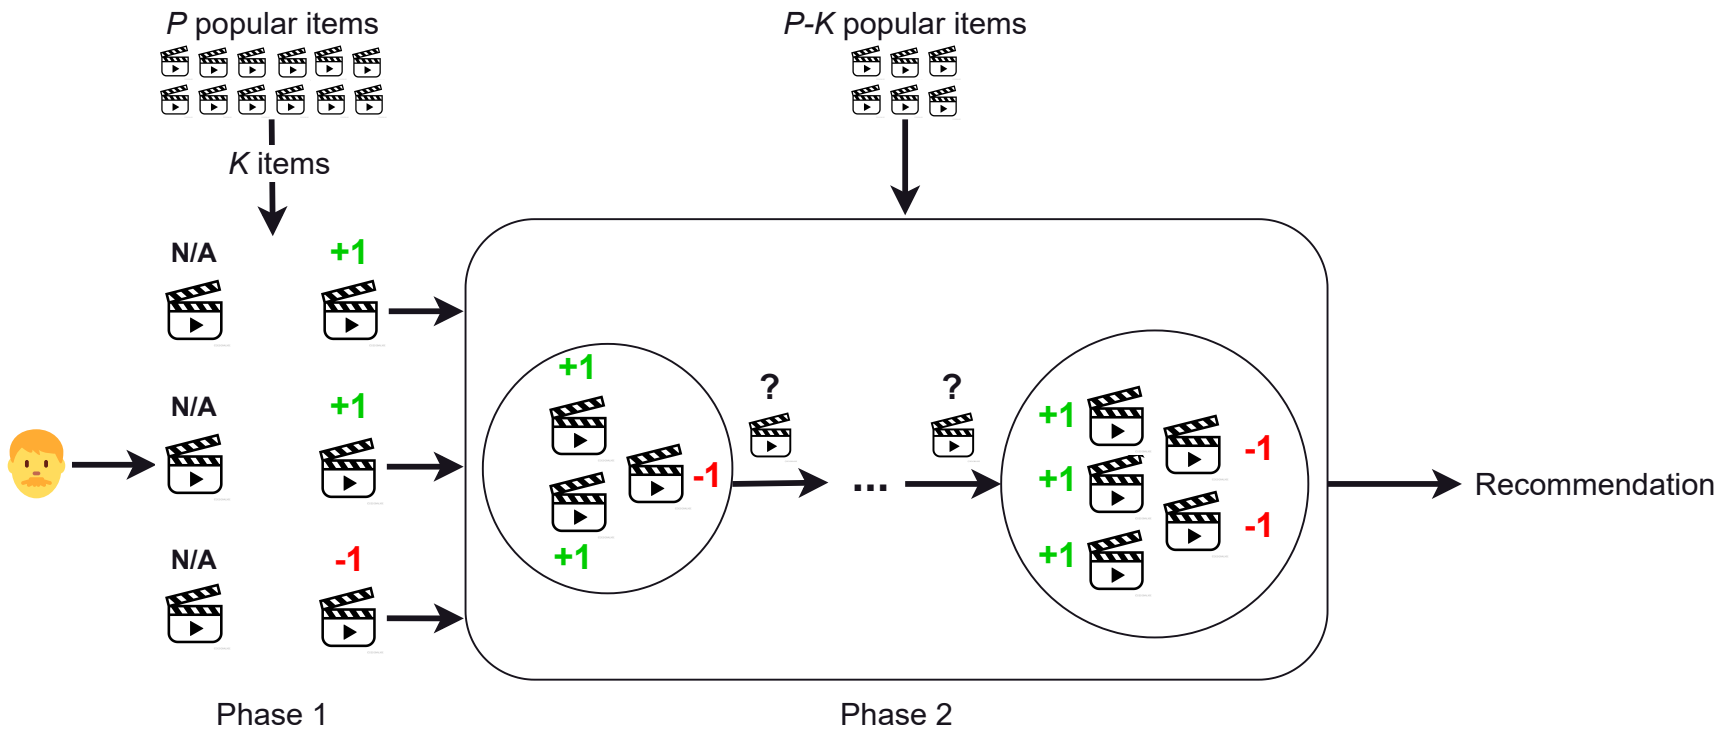 P popular items
P-K popular items
K items
N/A +1
N/A +1
N/A -1
+1
-1
+1
?
...
?
+1
-1
+1
-1
+1
Recommendation
Phase 1
Phase 2